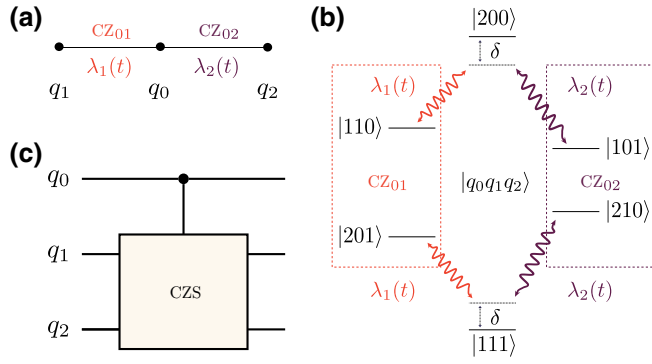 (a)
CZ01 CZ02
λ1(t) λ2(t)
q1 q0 q2
(b)
|200⟩
δ
λ1(t) λ2(t)
|110⟩ |101⟩
CZ01 |q0q1q2⟩ CZ02
|201⟩ |210⟩
λ1(t) λ2(t)
δ
|111⟩
(c)
q0
q1
CZS
q2